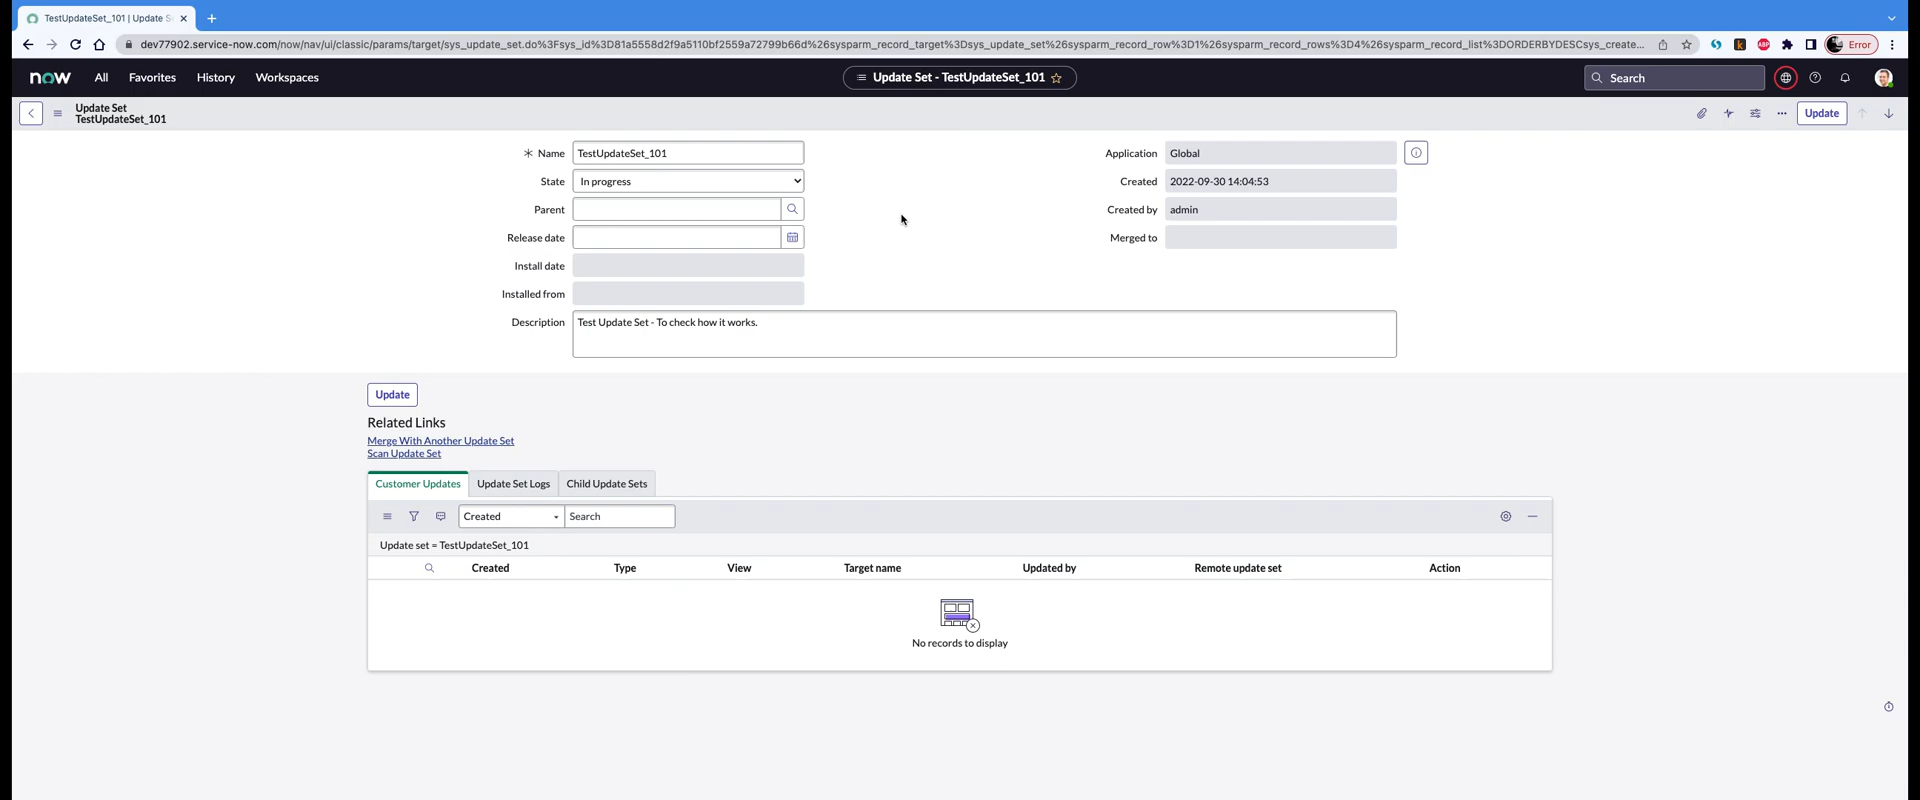 TestUpdateSet_101 | Update S
dev77902.service-now.com/now/nav/ui/classic/params/target/sys_update_set.do%3Fsys_id%3D81a5558d2f9a5110bf2559a72799b66d%26sysparm_record_target%3Dsys_update_set%26sysparm_record_row%3D1%26sysparm_record_rows%3D4%26sysparm_record_list%3DORDERBYDESCsys_create...
ABP
Error
now
All
Favorites
History
Workspaces
Update Set - TestUpdateSet_101
Search
Update Set
TestUpdateSet_101
Update
Name
TestUpdateSet_101
Application
Global
State
In progress
Created
2022-09-30 14:04:53
Parent
Created by
admin
Release date
Merged to
Install date
Installed from
Description
Test Update Set - To check how it works.
Update
Related Links
Merge With Another Update Set
Scan Update Set
Customer Updates
Update Set Logs
Child Update Sets
Created
Search
Update set = TestUpdateSet_101
Created
Type
View
Target name
Updated by
Remote update set
Action
No records to display